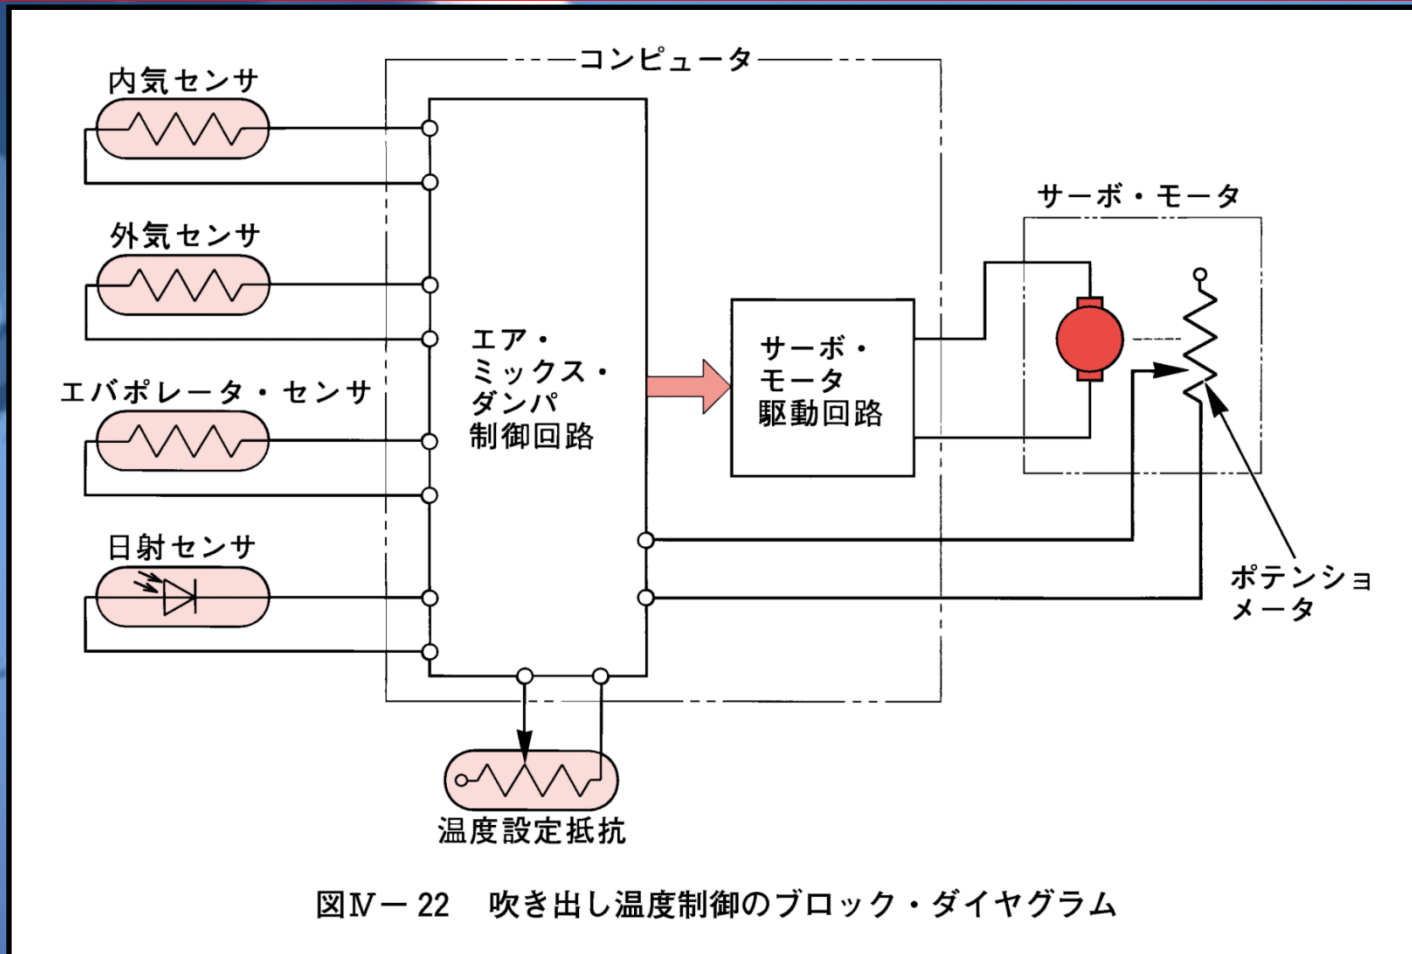 コンピュータ
内気センサ
サーボ・モータ
外気センサ
エア・
ミックス・
ダンパ
制御回路
サーボ・
モータ
駆動回路
エバポレータ・センサ
日射センサ
ポテンショ
メータ
温度設定抵抗
図Ⅳ－22 吹き出し温度制御のブロック・ダイヤグラム